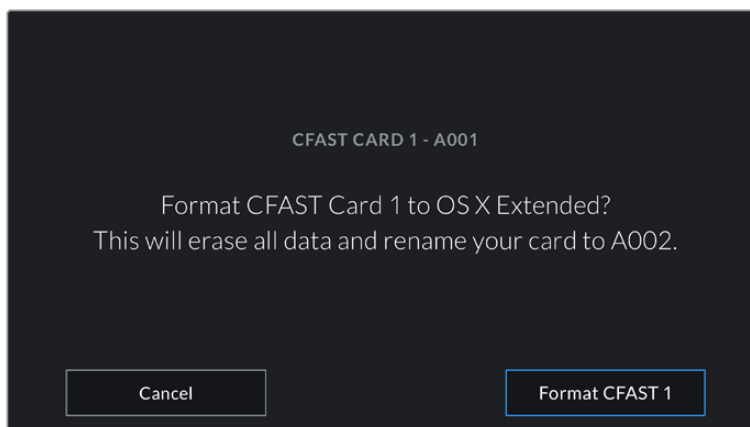 CFAST CARD 1 - A001
Format CFAST Card 1 to OS X Extended?
This will erase all data and rename your card to A002.
Cancel
Format CFAST 1